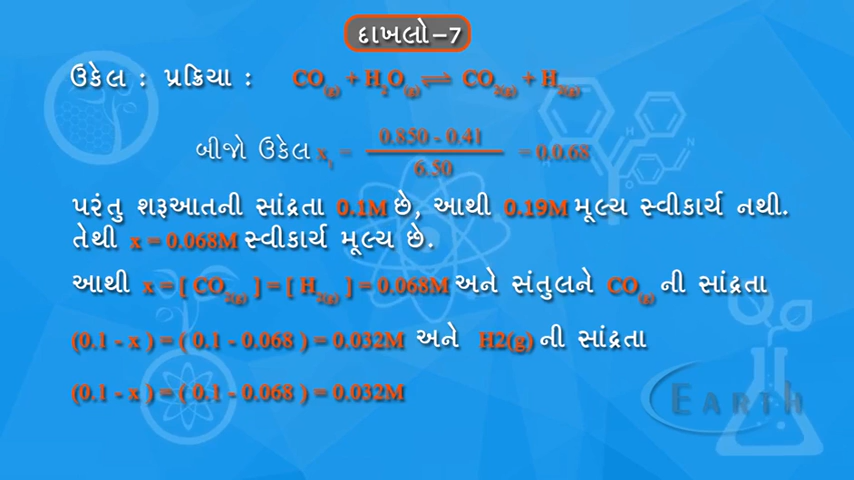 દાખલો-7
ઉકેલ : પ્રક્રિયા : CO(g) + H2O(g) ⇌ CO2(g) + H2(g)
બીજો ઉકેલ x1 = 0.850 - 0.41 / 6.50 = 0.0.68
પરંતુ શરૂઆતની સાંદ્રતા 0.1M છે, આથી 0.19M મૂલ્ય સ્વીકાર્ય નથી.
તેથી x = 0.068M સ્વીકાર્ય મૂલ્ય છે.
આથી x = [ CO2(g) ] = [ H2(g) ] = 0.068M અને સંતુલને CO(g) ની સાંદ્રતા
(0.1 - x ) = ( 0.1 - 0.068 ) = 0.032M અને H2(g) ની સાંદ્રતા
(0.1 - x ) = ( 0.1 - 0.068 ) = 0.032M
EARTH